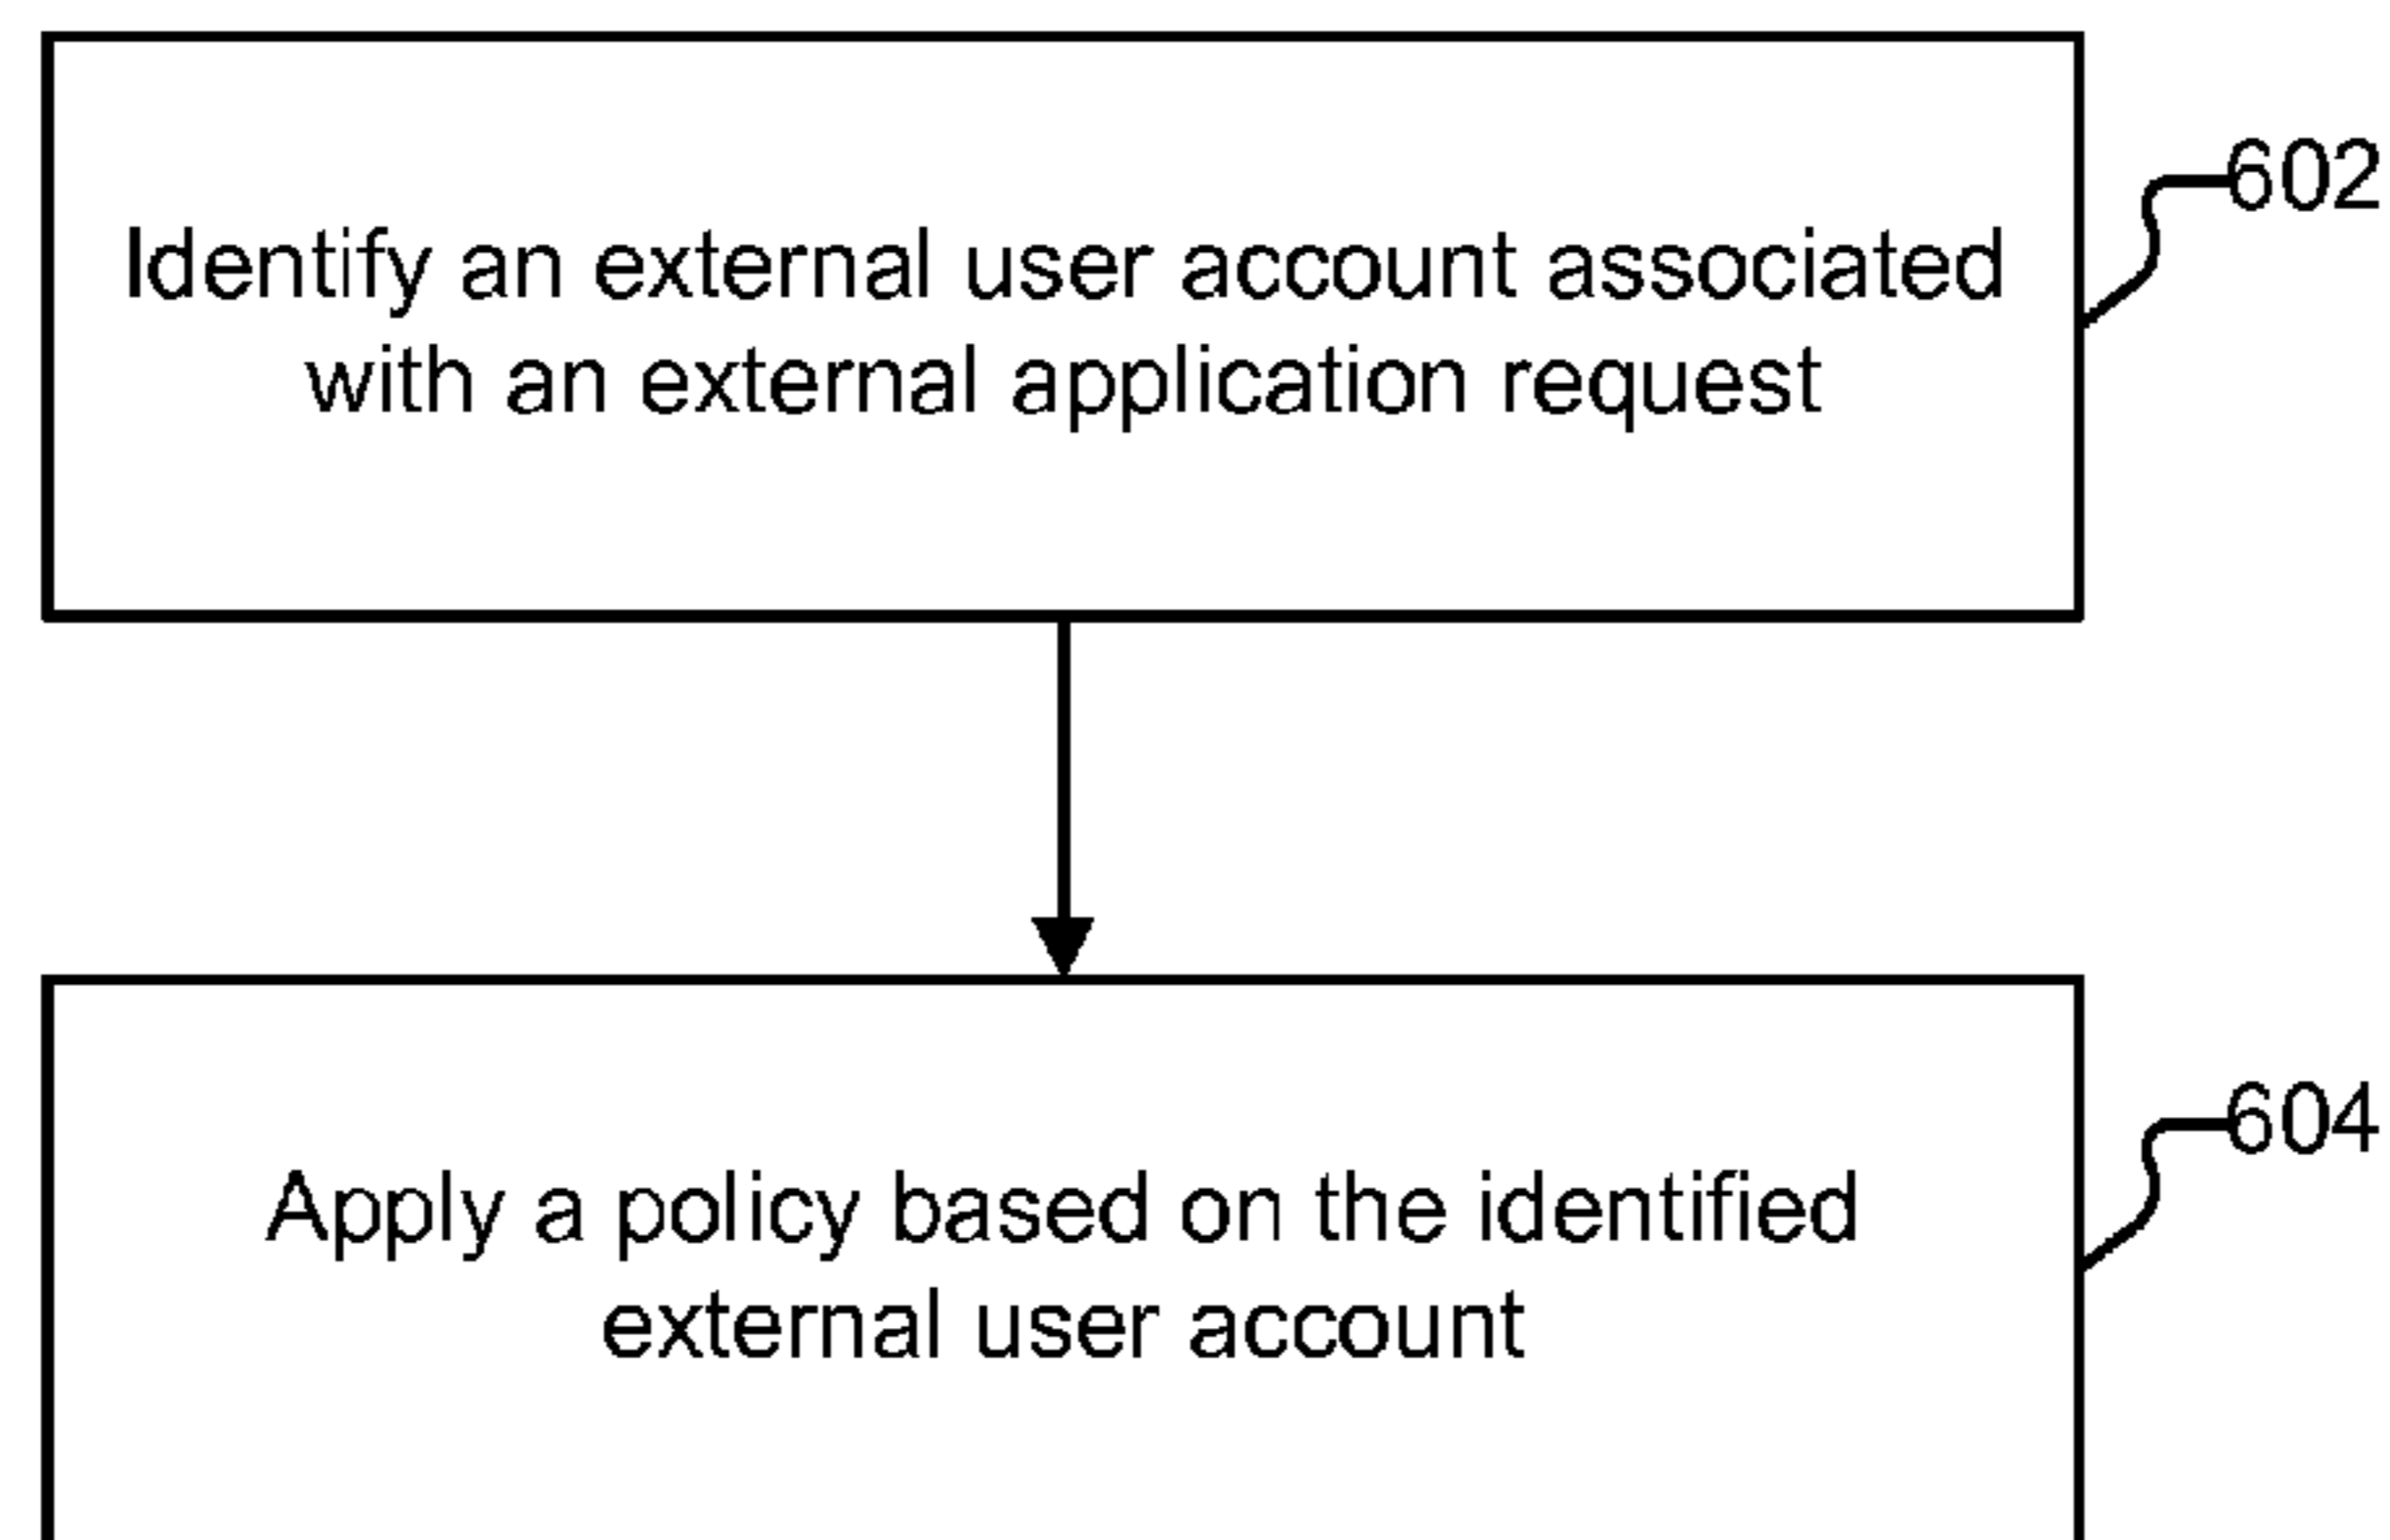 602
Identify an external user account associated
with an external application request
604
Apply a policy based on the identified
external user account